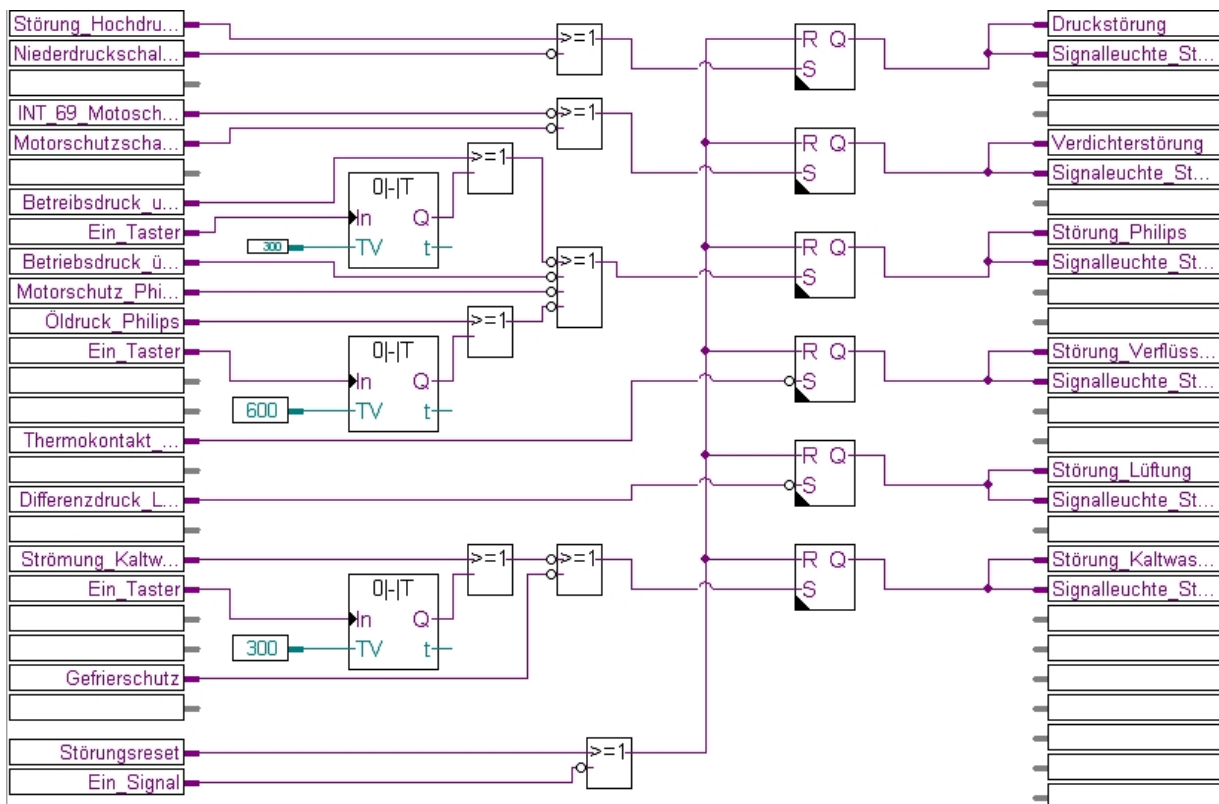 Störung_Hochdru...
Niederdruckschal...
INT_69_Motosch...
Motorschutzscha...
Betreibsdruck_u...
Ein_Taster
Betriebsdruck_ü...
Motorschutz_Phi...
Öldruck_Philips
Ein_Taster
Thermokontakt_...
Differenzdruck_L...
Strömung_Kaltw...
Ein_Taster
Gefrierschutz
Störungsreset
Ein_Signal
300
600
300
0|-|T
In Q
TV t
0|-|T
In Q
TV t
0|-|T
In Q
TV t
>=1
>=1
>=1
>=1
>=1
>=1
>=1
>=1
R Q
S
R Q
S
R Q
S
R Q
S
R Q
S
R Q
S
Druckstörung
Signalleuchte_St...
Verdichterstörung
Signaleuchte_St...
Störung_Philips
Signalleuchte_St...
Störung_Verflüss...
Signalleuchte_St...
Störung_Lüftung
Signalleuchte_St...
Störung_Kaltwas...
Signalleuchte_St...